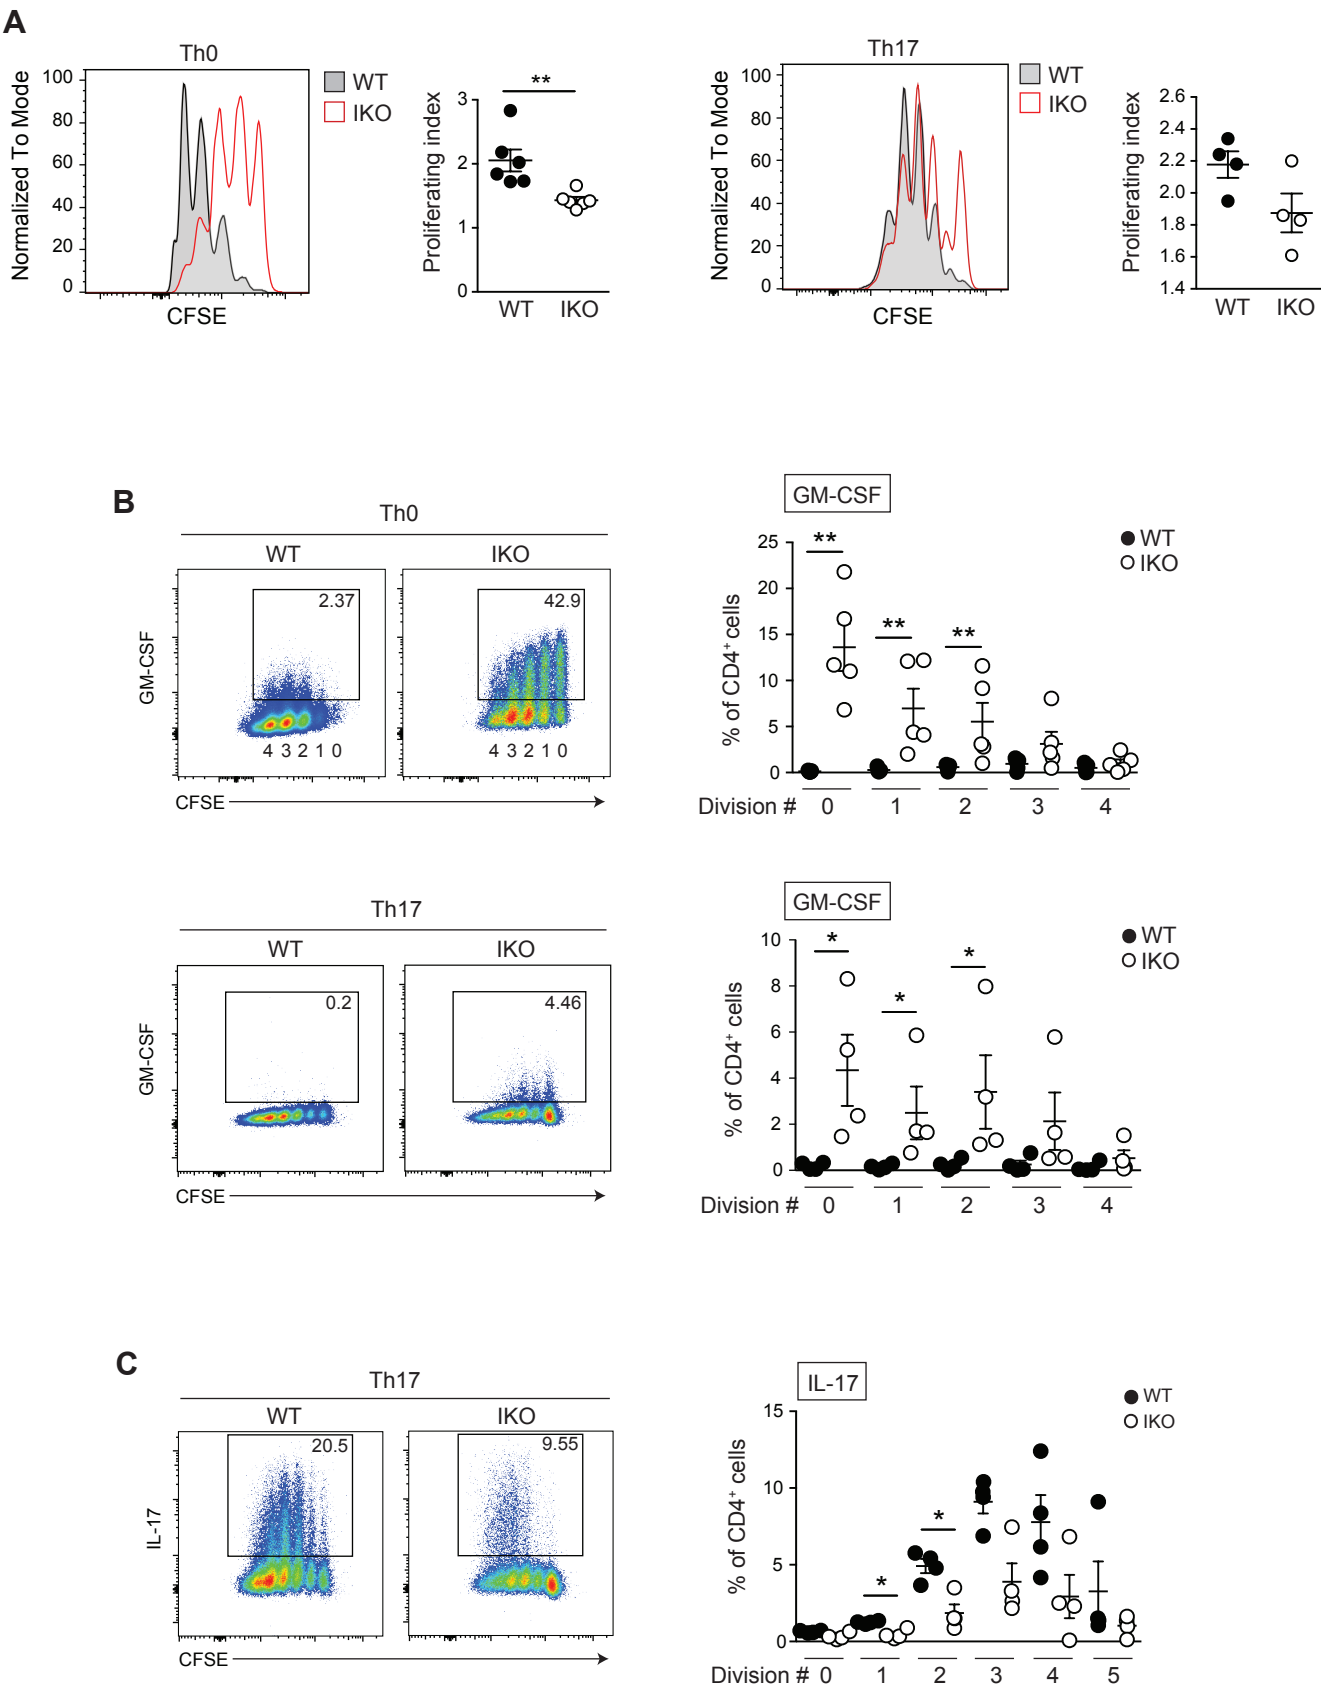 A
Th0
Normalized To Mode
100
80
60
40
20
0
CFSE
WT
IKO
**
Proliferating index
3
2
1
0
WT IKO
Th17
Normalized To Mode
100
80
60
40
20
0
CFSE
WT
IKO
Proliferating index
2.6
2.4
2.2
2.0
1.8
1.6
1.4
WT IKO
B
Th0
WT IKO
GM-CSF
2.37
42.9
4 3 2 1 0
4 3 2 1 0
CFSE
GM-CSF
WT
IKO
% of CD4⁺ cells
25
20
15
10
5
0
** ** **
Division # 0 1 2 3 4
Th17
WT IKO
GM-CSF
0.2
4.46
CFSE
GM-CSF
WT
IKO
% of CD4⁺ cells
10
8
6
4
2
0
* * *
Division # 0 1 2 3 4
C
Th17
WT IKO
IL-17
20.5
9.55
CFSE
IL-17
WT
IKO
% of CD4⁺ cells
15
10
5
0
* *
Division # 0 1 2 3 4 5